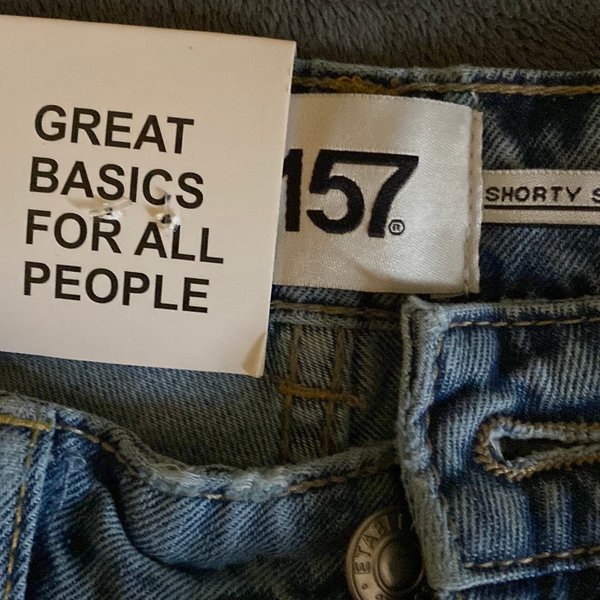 GREAT
BASICS
FOR ALL
PEOPLE
157®
SHORTY S